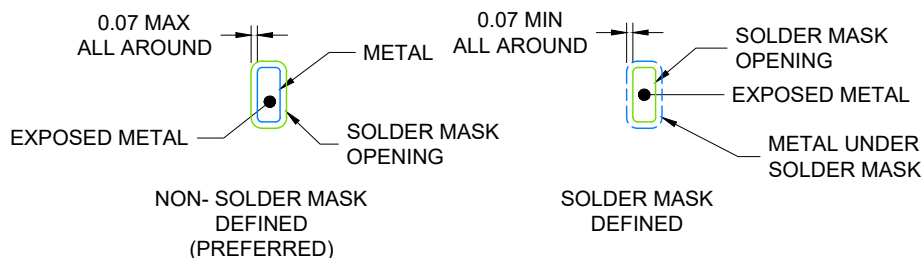 0.07 MAX
ALL AROUND
METAL
EXPOSED METAL
SOLDER MASK
OPENING
NON- SOLDER MASK
DEFINED
(PREFERRED)
0.07 MIN
ALL AROUND
SOLDER MASK
OPENING
EXPOSED METAL
METAL UNDER
SOLDER MASK
SOLDER MASK
DEFINED